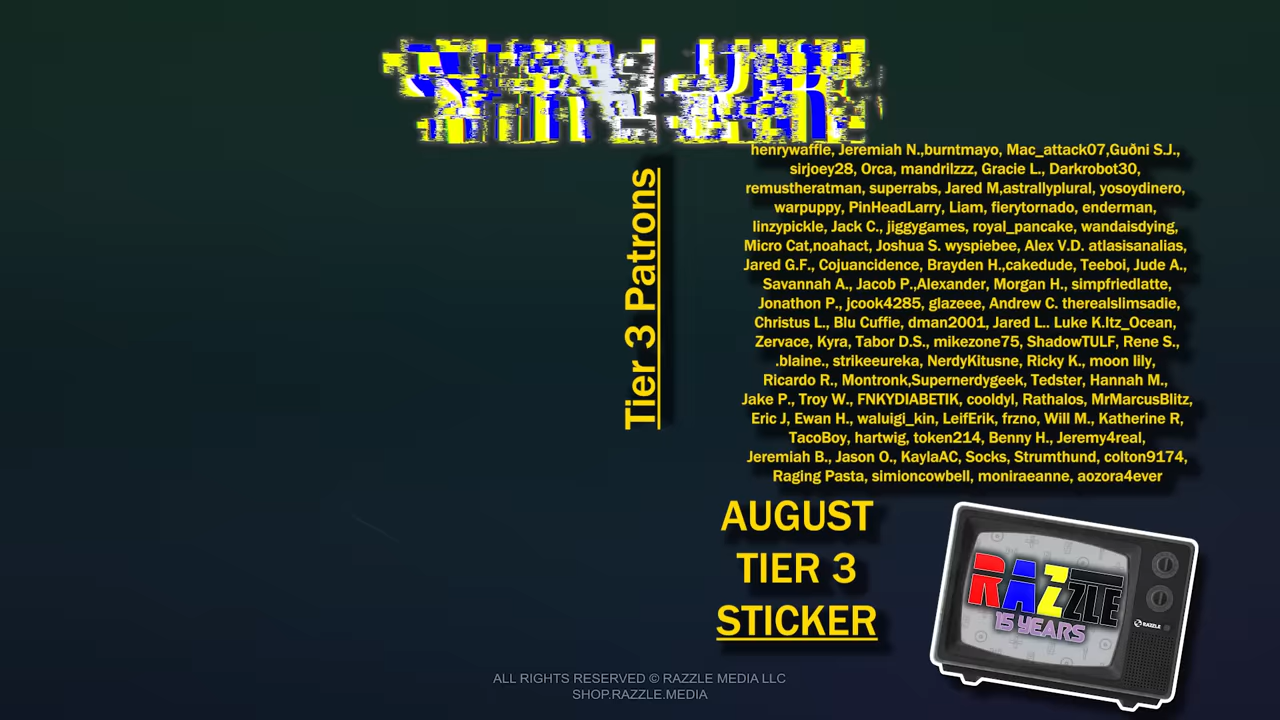 henrywaffle, Jeremiah N.,burntmayo, Mac_attack07,Guðni S.J.,
sirjoey28, Orca, mandrilzzz, Gracie L., Darkrobot30,
remustheratman, superrabs, Jared M,astrallyplural, yosoydinero,
warpuppy, PinHeadLarry, Liam, fierytornado, enderman,
linzypickle, Jack C., jiggygames, royal_pancake, wandaisdying,
Micro Cat,noahact, Joshua S. wyspiebee, Alex V.D. atlasisanalias,
Jared G.F., Cojuancidence, Brayden H.,cakedude, Teeboi, Jude A.,
Savannah A., Jacob P.,Alexander, Morgan H., simpfriedlatte,
Jonathon P., jcook4285, glazeee, Andrew C. therealslimsadie,
Christus L., Blu Cuffie, dman2001, Jared L.. Luke K.Itz_Ocean,
Zervace, Kyra, Tabor D.S., mikezone75, ShadowTULF, Rene S.,
.blaine., strikeeureka, NerdyKitusne, Ricky K., moon lily,
Ricardo R., Montronk,Supernerdygeek, Tedster, Hannah M.,
Jake P., Troy W., FNKYDIABETIK, cooldyl, Rathalos, MrMarcusBlitz,
Eric J, Ewan H., waluigi_kin, LeifErik, frzno, Will M., Katherine R,
TacoBoy, hartwig, token214, Benny H., Jeremy4real,
Jeremiah B., Jason O., KaylaAC, Socks, Strumthund, colton9174,
Raging Pasta, simioncowbell, moniraeanne, aozora4ever
Tier 3 Patrons
AUGUST
TIER 3
STICKER
RAZZLE
15 YEARS
RAZZLE
ALL RIGHTS RESERVED © RAZZLE MEDIA LLC
SHOP.RAZZLE.MEDIA